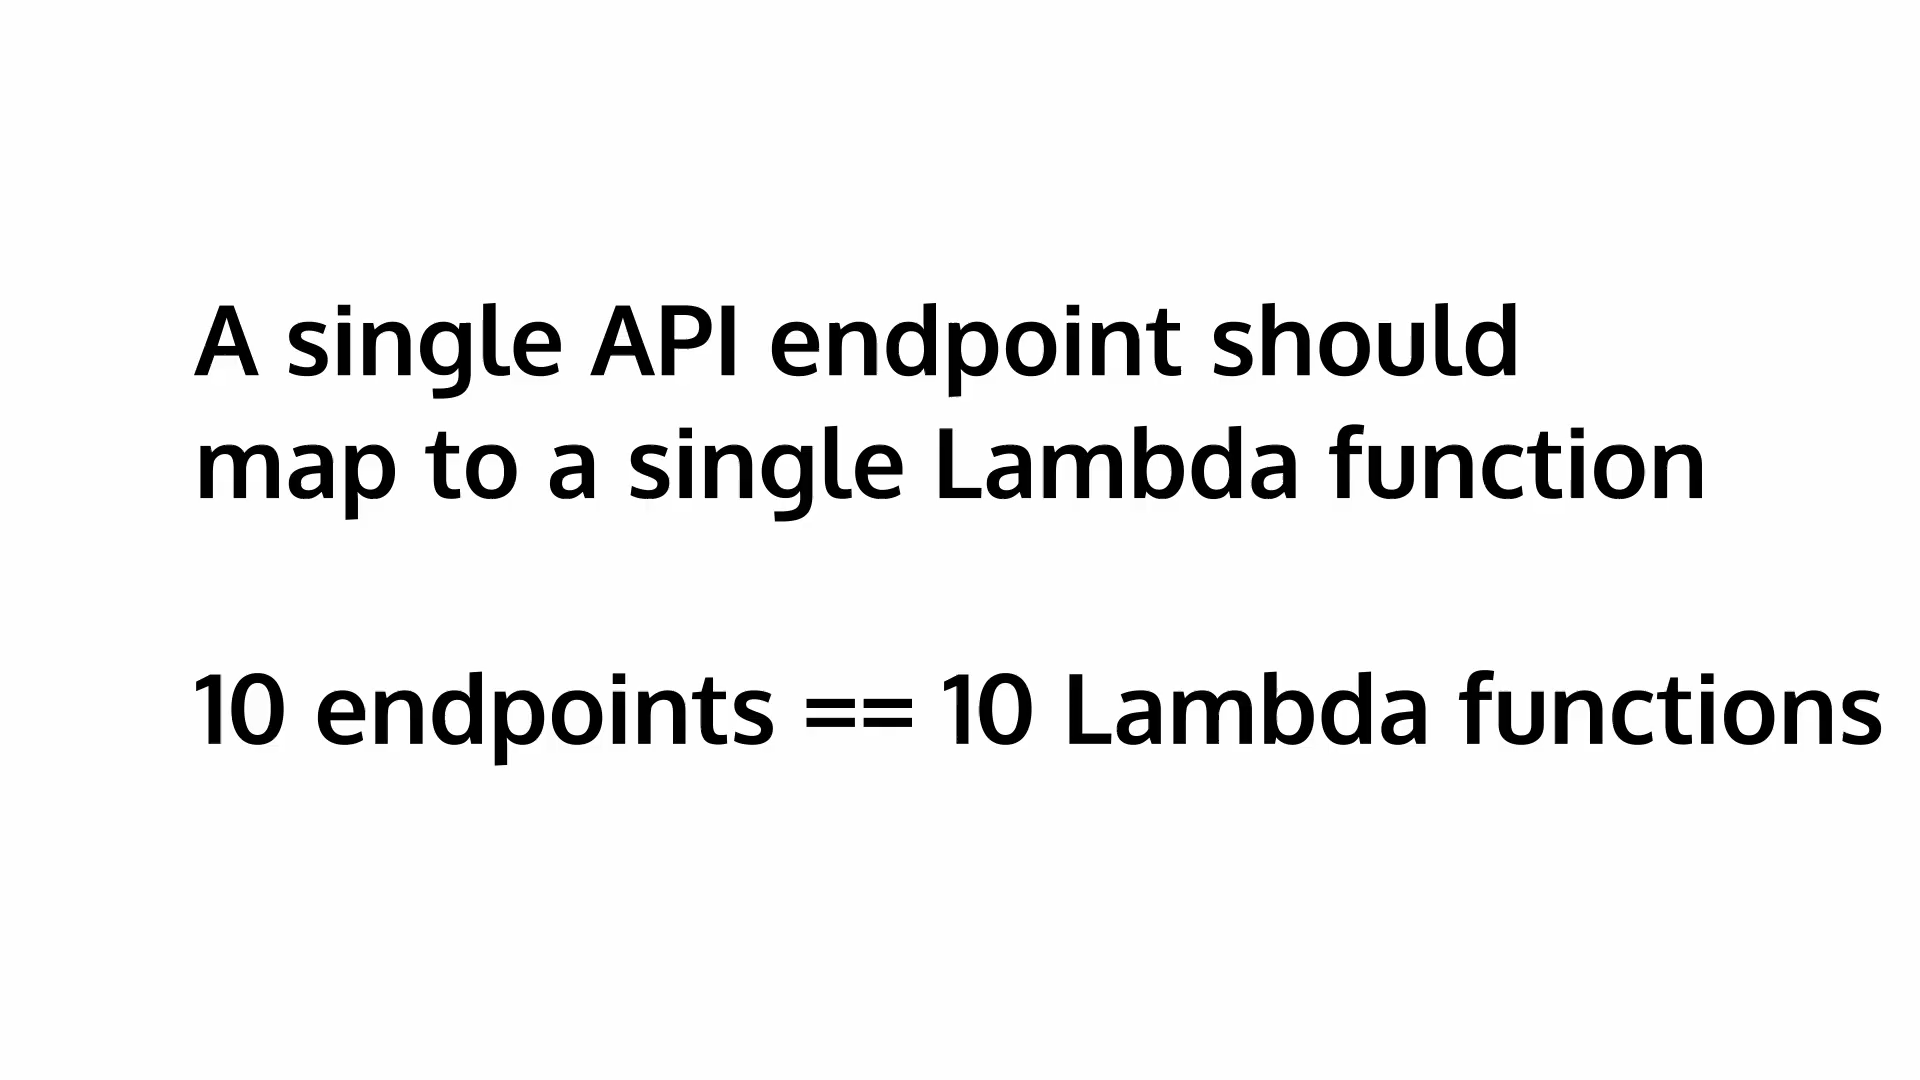 A single API endpoint should
map to a single Lambda function
10 endpoints == 10 Lambda functions